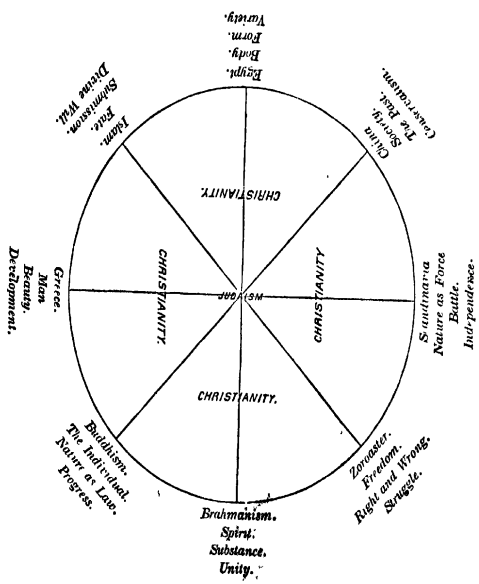 Egypt.
Body.
Form.
Variety.
China
Society.
The Past.
Conservatism.
Scandinavia
Nature as Force
Battle.
Independence.
Zoroaster.
Freedom.
Right and Wrong.
Struggle.
Brahmanism.
Spirit.
Substance.
Unity.
Buddhism.
The Individual.
Nature as Law.
Progress.
Greece.
Man
Beauty.
Development.
Islam.
Fate.
Submission.
Divine Will.
CHRISTIANITY.
CHRISTIANITY
CHRISTIANITY.
CHRISTIANITY.
JUDAISM